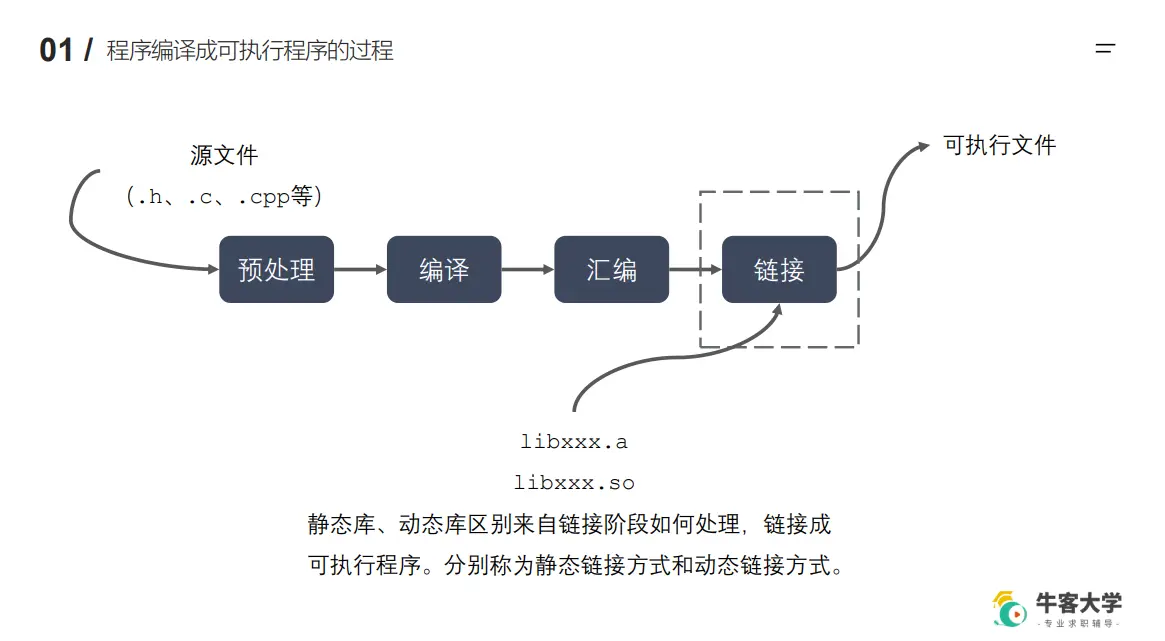 01 / 程序编译成可执行程序的过程
源文件
（.h、.c、.cpp等）
可执行文件
预处理
编译
汇编
链接
libxxx.a
libxxx.so
静态库、动态库区别来自链接阶段如何处理，链接成
可执行程序。分别称为静态链接方式和动态链接方式。
牛客大学
-专业求职辅导-